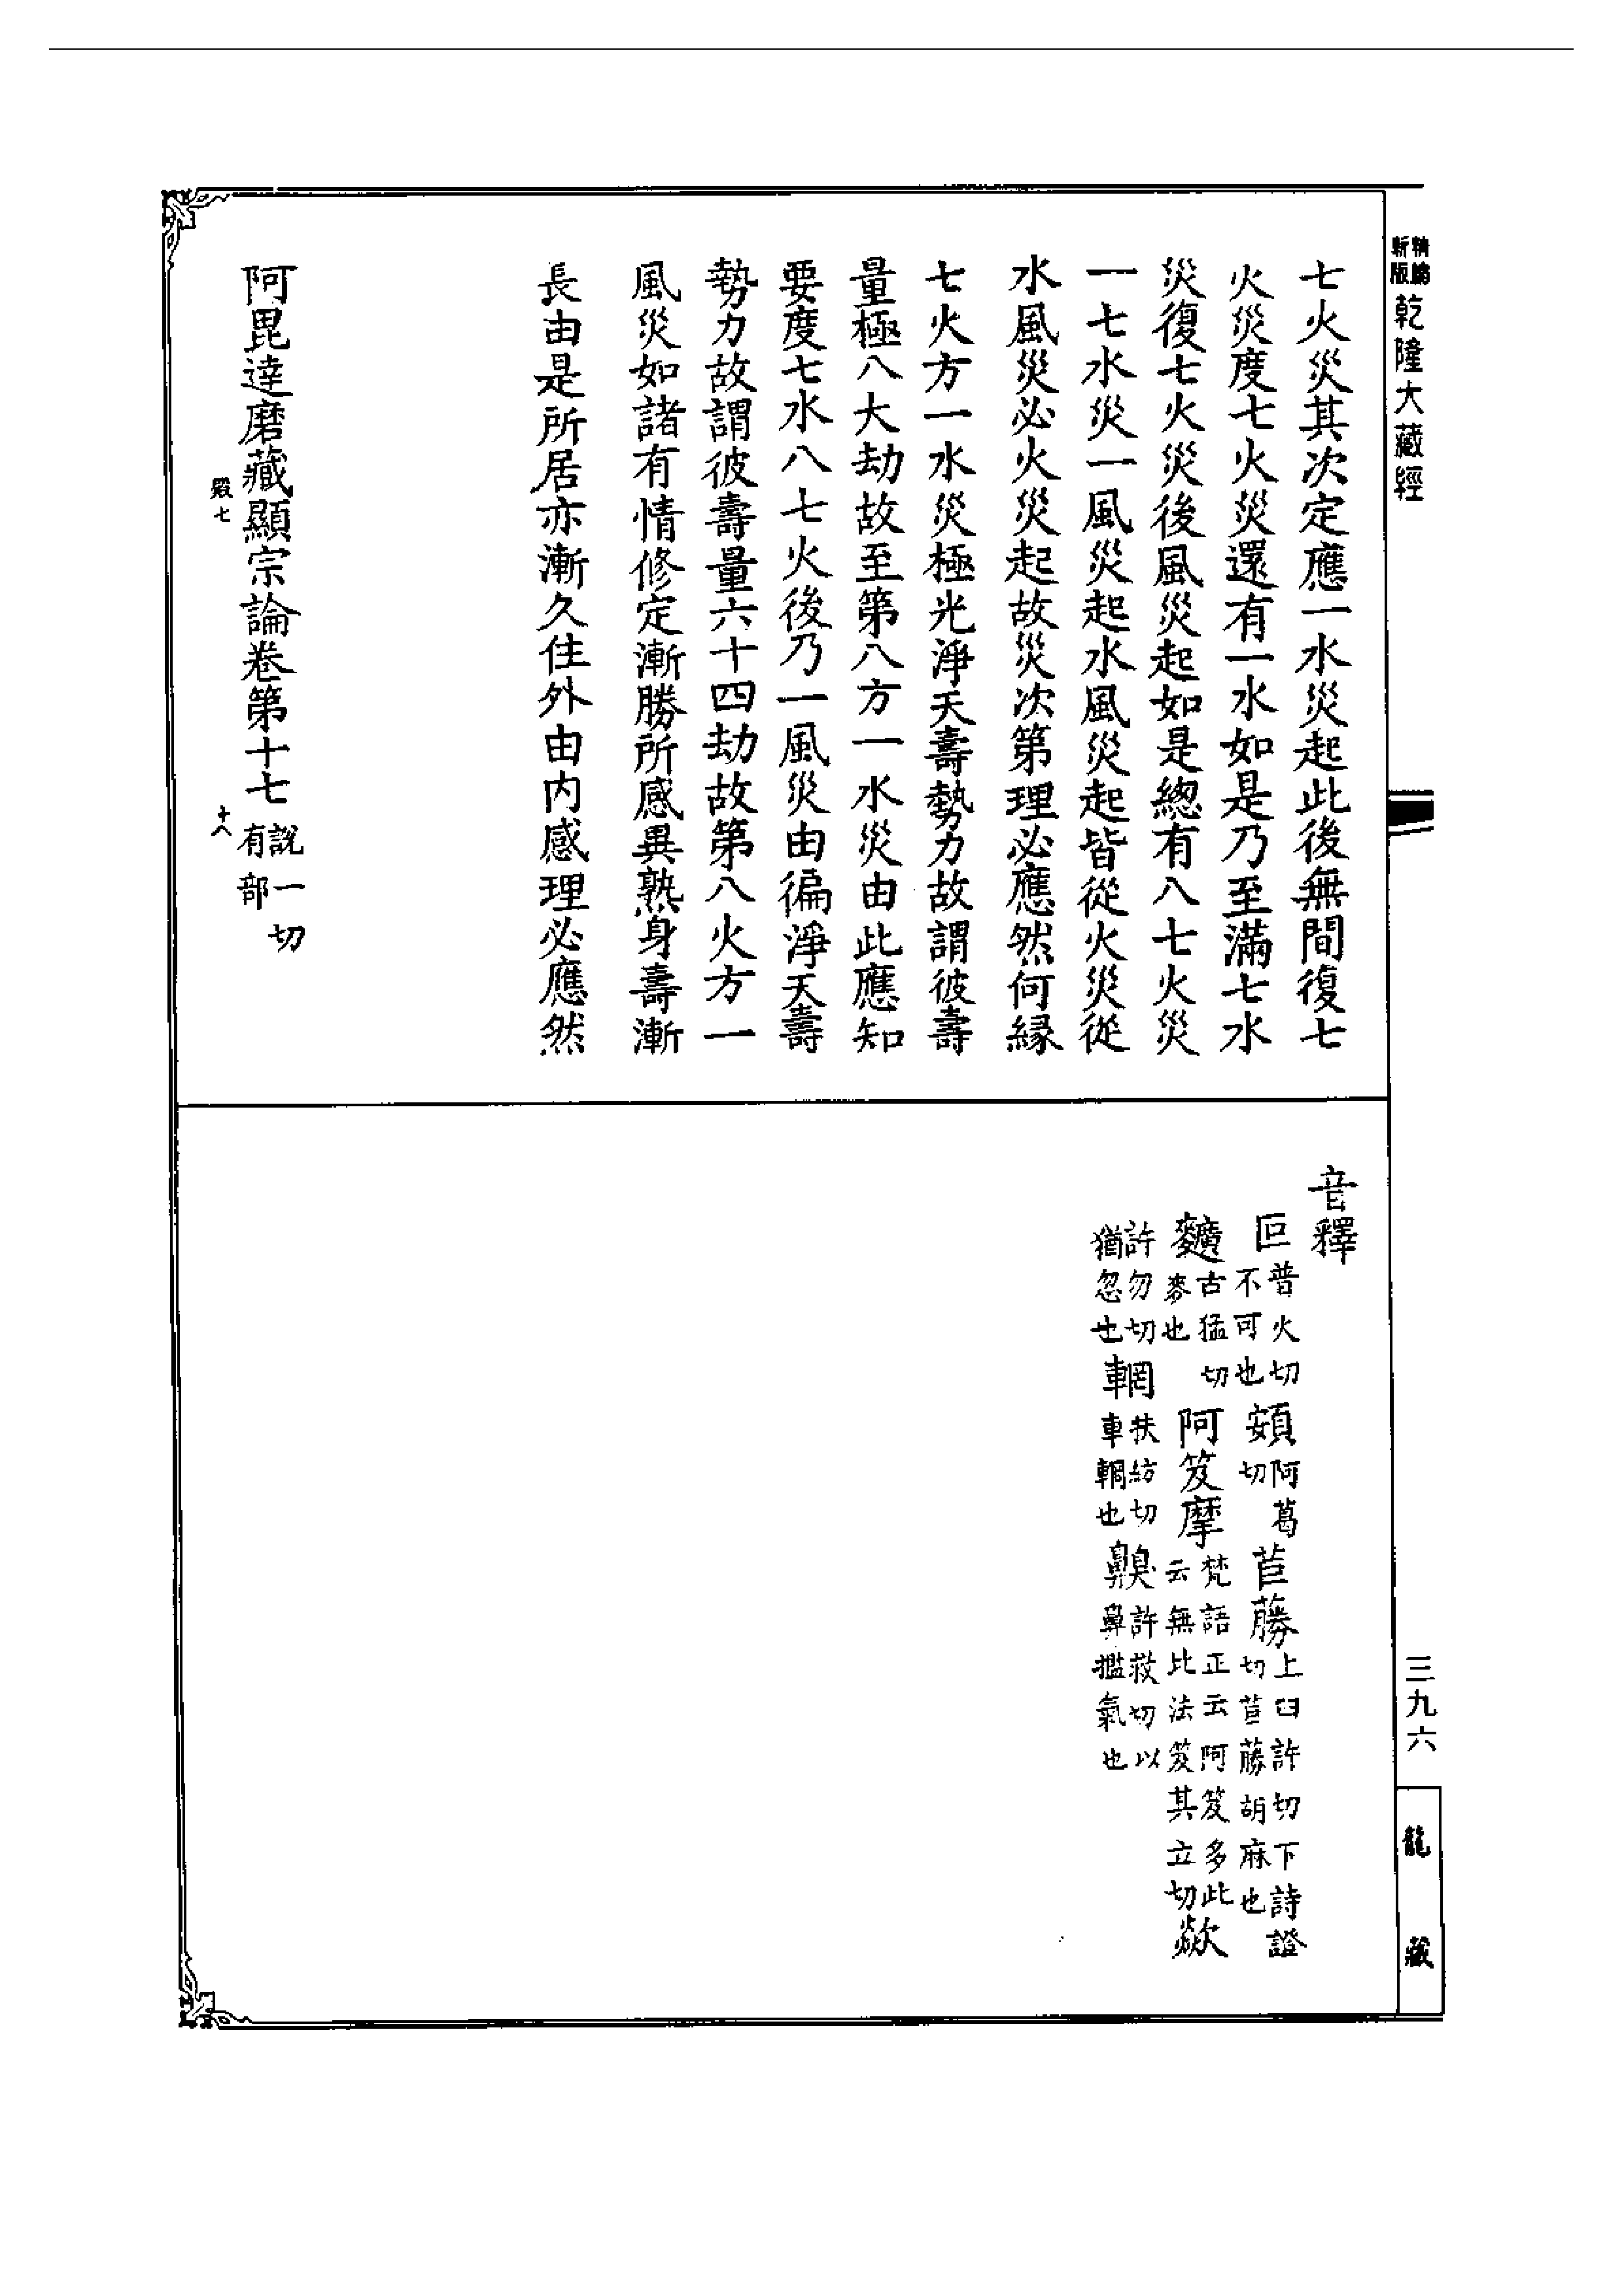 精編新版乾隆大藏經
七火災其次定應一水災起此後無間復七
火災度七火災還有一水如是乃至滿七水
災復七火災後風災起如是總有八七火災
一七水災一風災起水風災起皆從火災從
水風災必火災起故災次第理必應然何緣
七火方一水災極光淨天壽勢力故謂彼壽
量極八大劫故至第八方一水災由此應知
要度七水八七火後乃一風災由徧淨天壽
勢力故謂彼壽量六十四劫故第八火方一
風災如諸有情修定漸勝所感異熟身壽漸
長由是所居亦漸久住外由內感理必應然
阿毘達磨藏顯宗論卷第十七 說一切有部
殿七 十八
音釋
叵 普火切不可也 頞 阿葛切 苣藤 上臼許切下詩證切苣藤胡麻也
𪍿 古猛切麥也 阿笈摩 梵語正云阿笈多此云無比法笈其立切 歘
許勿切猶忽也 輞 扶紡切車輞也 齅 許救切以鼻擥氣也
三九六
龍藏